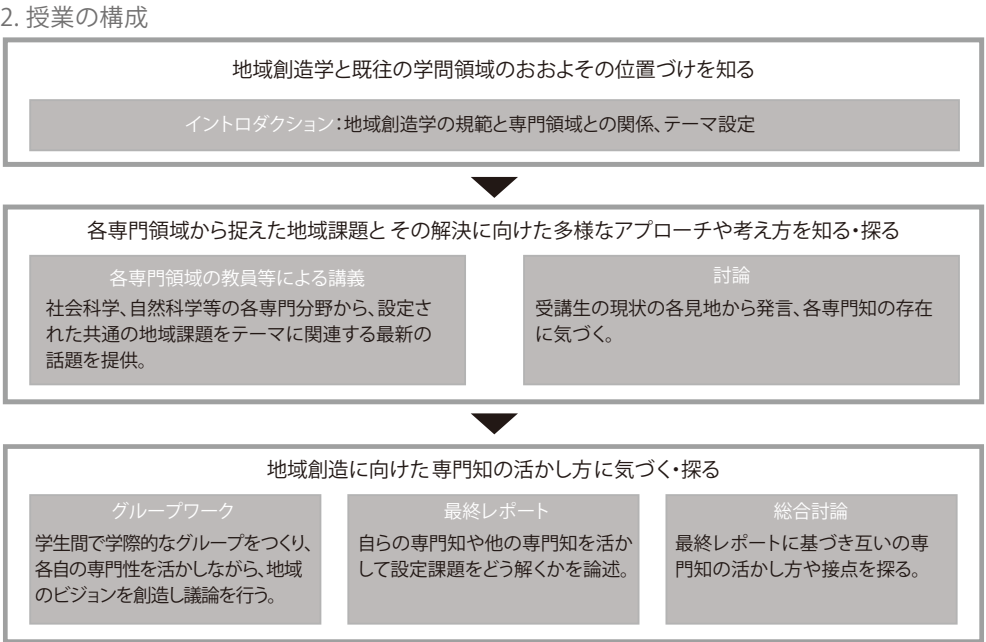 2. 授業の構成
地域創造学と既往の学問領域のおおよその位置づけを知る
イントロダクション：地域創造学の規範と専門領域との関係、テーマ設定
各専門領域から捉えた地域課題とその解決に向けた多様なアプローチや考え方を知る・探る
各専門領域の教員等による講義
社会科学、自然科学等の各専門分野から、設定さ
れた共通の地域課題をテーマに関連する最新の
話題を提供。
討論
受講生の現状の各見地から発言、各専門知の存在
に気づく。
地域創造に向けた専門知の活かし方に気づく・探る
グループワーク
学生間で学際的なグループをつくり、
各自の専門性を活かしながら、地域
のビジョンを創造し議論を行う。
最終レポート
自らの専門知や他の専門知を活か
して設定課題をどう解くかを論述。
総合討論
最終レポートに基づき互いの専
門知の活かし方や接点を探る。